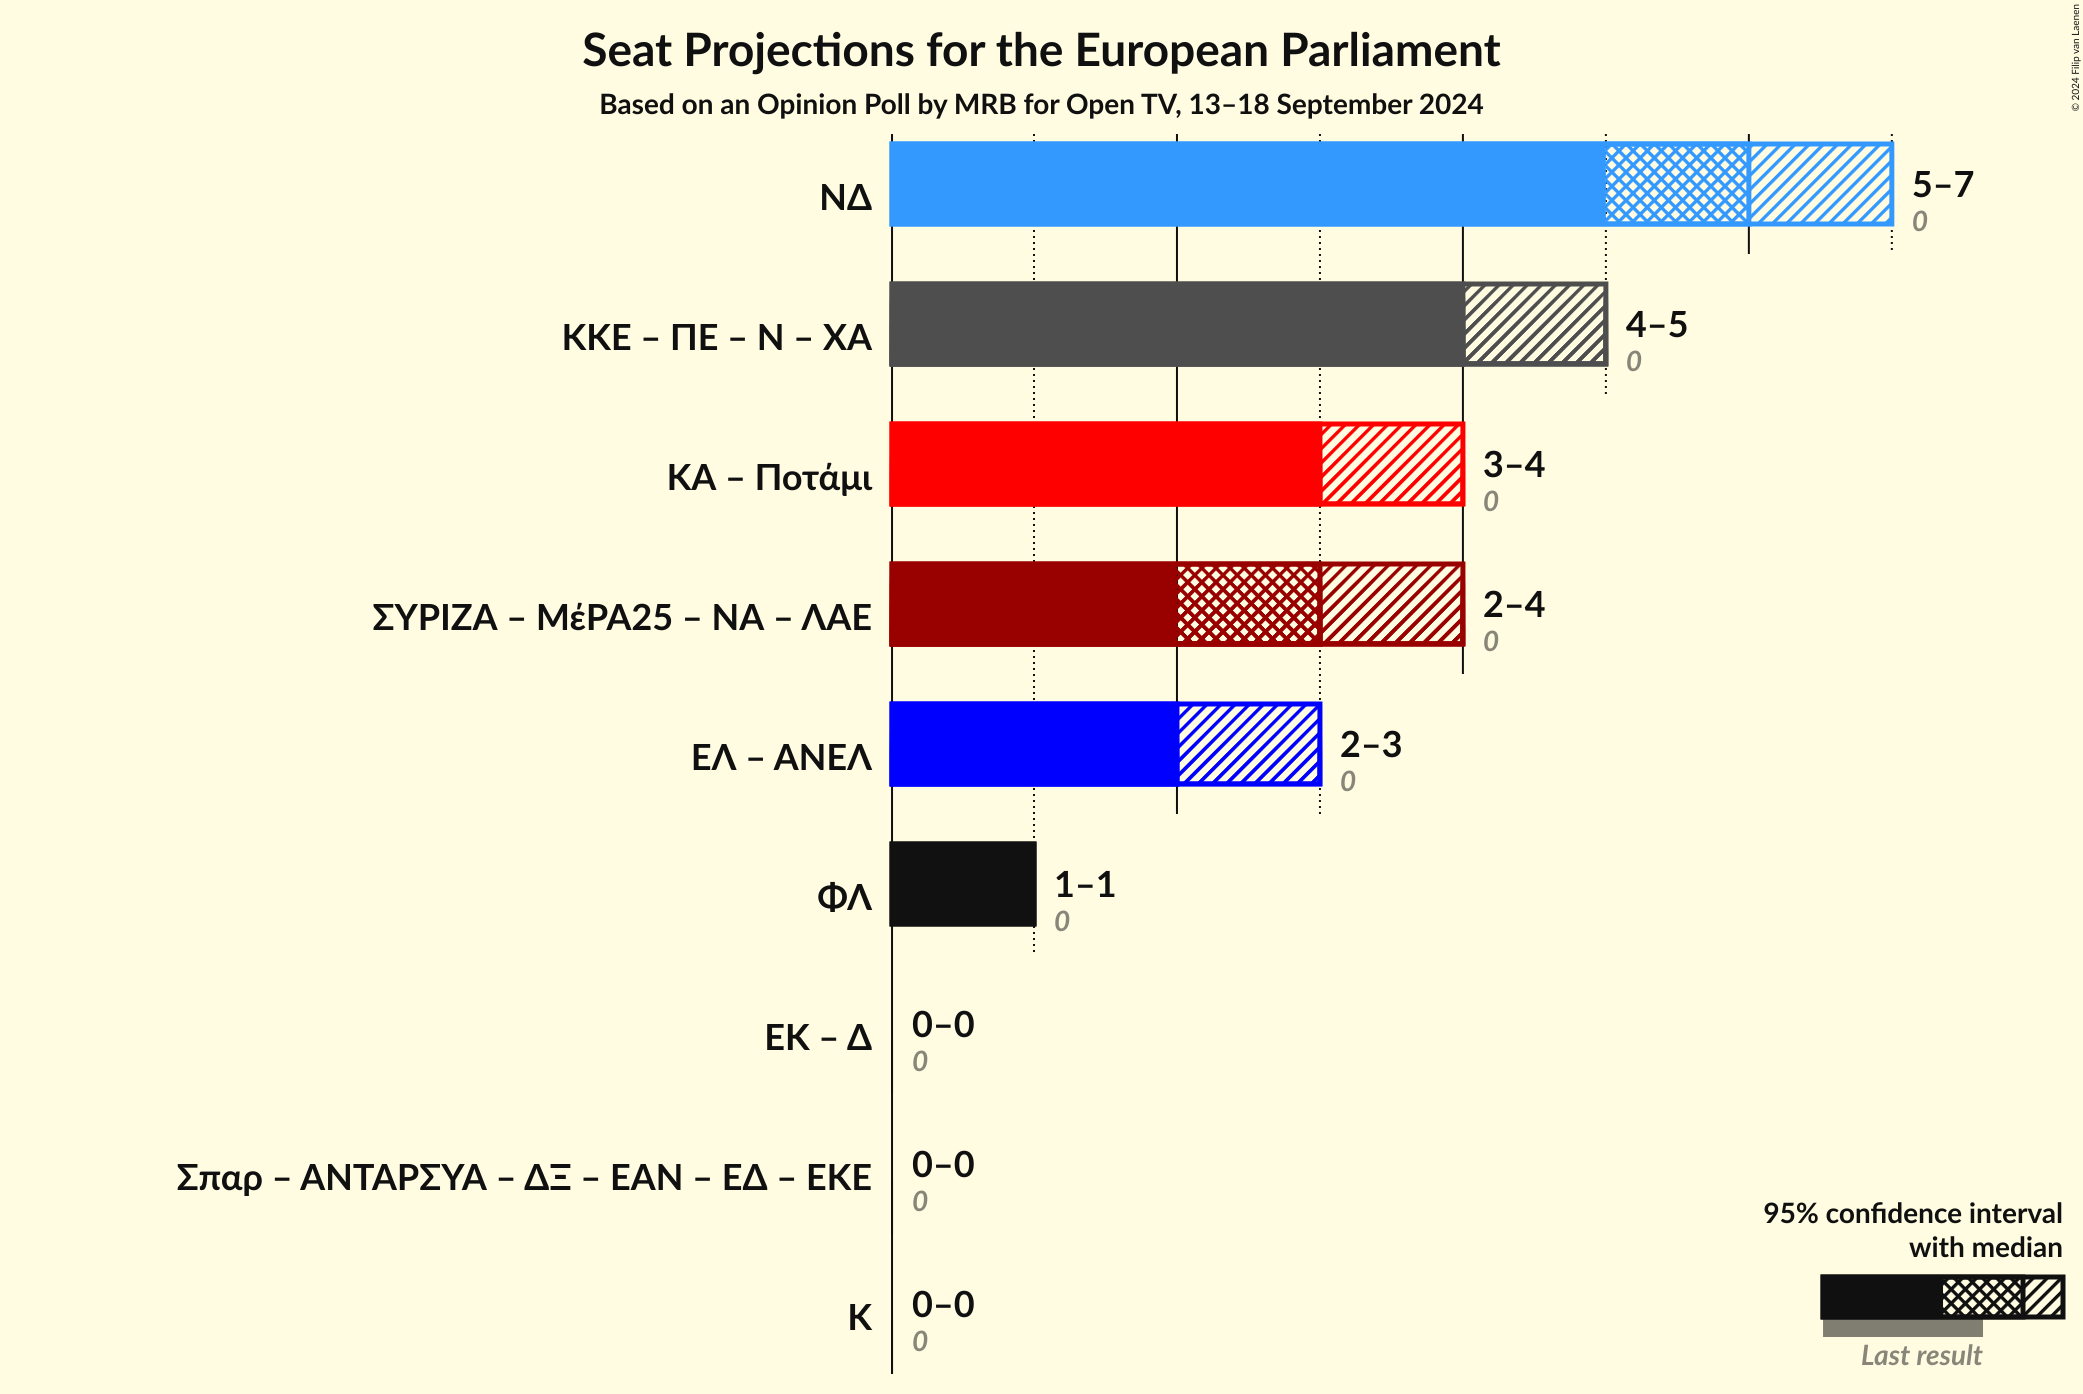 Seat Projections for the European Parliament
Based on an Opinion Poll by MRB for Open TV, 13–18 September 2024
© 2024 Filip van Laenen
ΝΔ
5–7
0
ΚΚΕ – ΠΕ – Ν – ΧΑ
4–5
0
ΚΑ – Ποτάμι
3–4
0
ΣΥΡΙΖΑ – ΜέΡΑ25 – ΝΑ – ΛΑΕ
2–4
0
ΕΛ – ΑΝΕΛ
2–3
0
ΦΛ
1–1
0
ΕΚ – Δ
0–0
0
Σπαρ – ΑΝΤΑΡΣΥΑ – ΔΞ – ΕΑΝ – ΕΔ – ΕΚΕ
0–0
0
Κ
0–0
0
95% confidence interval
with median
Last result